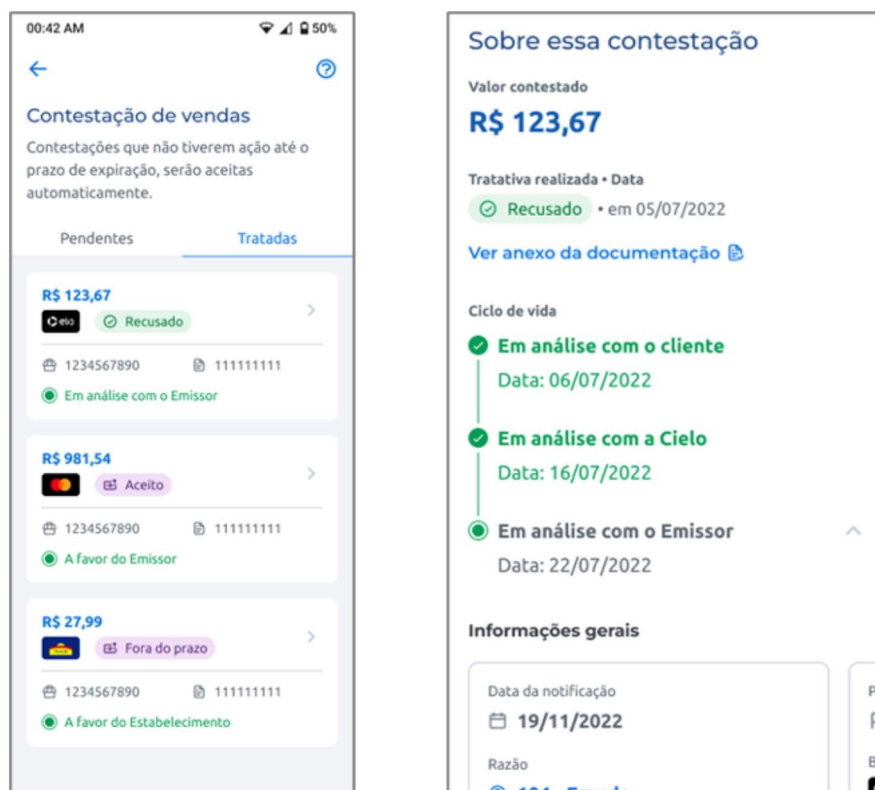 00:42 AM
50%
Contestação de vendas
Contestações que não tiverem ação até o
prazo de expiração, serão aceitas
automaticamente.
Pendentes
Tratadas
R$ 123,67
elo
Recusado
1234567890
111111111
Em análise com o Emissor
R$ 981,54
Aceito
1234567890
111111111
A favor do Emissor
R$ 27,99
Fora do prazo
1234567890
111111111
A favor do Estabelecimento
Sobre essa contestação
Valor contestado
R$ 123,67
Tratativa realizada • Data
Recusado • em 05/07/2022
Ver anexo da documentação
Ciclo de vida
Em análise com o cliente
Data: 06/07/2022
Em análise com a Cielo
Data: 16/07/2022
Em análise com o Emissor
Data: 22/07/2022
Informações gerais
Data da notificação
19/11/2022
Razão